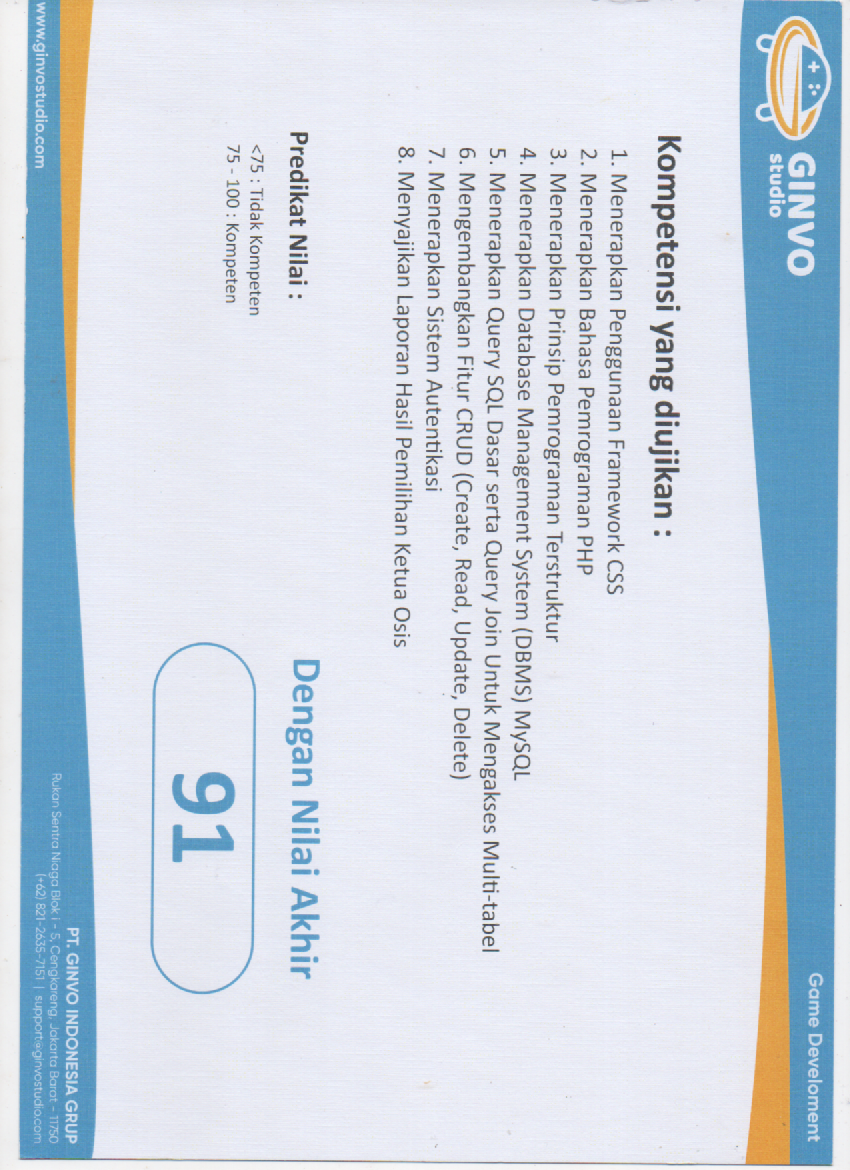 GINVO
studio
Game Develoment
Kompetensi yang diujikan :
1. Menerapkan Penggunaan Framework CSS
2. Menerapkan Bahasa Pemrograman PHP
3. Menerapkan Prinsip Pemrograman Terstruktur
4. Menerapkan Database Management System (DBMS) MySQL
5. Menerapkan Query SQL Dasar serta Query Join Untuk Mengakses Multi-tabel
6. Mengembangkan Fitur CRUD (Create, Read, Update, Delete)
7. Menerapkan Sistem Autentikasi
8. Menyajikan Laporan Hasil Pemilihan Ketua Osis
Predikat Nilai :
<75 : Tidak Kompeten
75 - 100 : Kompeten
Dengan Nilai Akhir
91
www.ginvostudio.com
PT. GINVO INDONESIA GRUP
Rukan Sentra Niaga Blok i - 5, Cengkareng, Jakarta Barat - 11750
(+62) 821-2635-7151 | support@ginvostudio.com